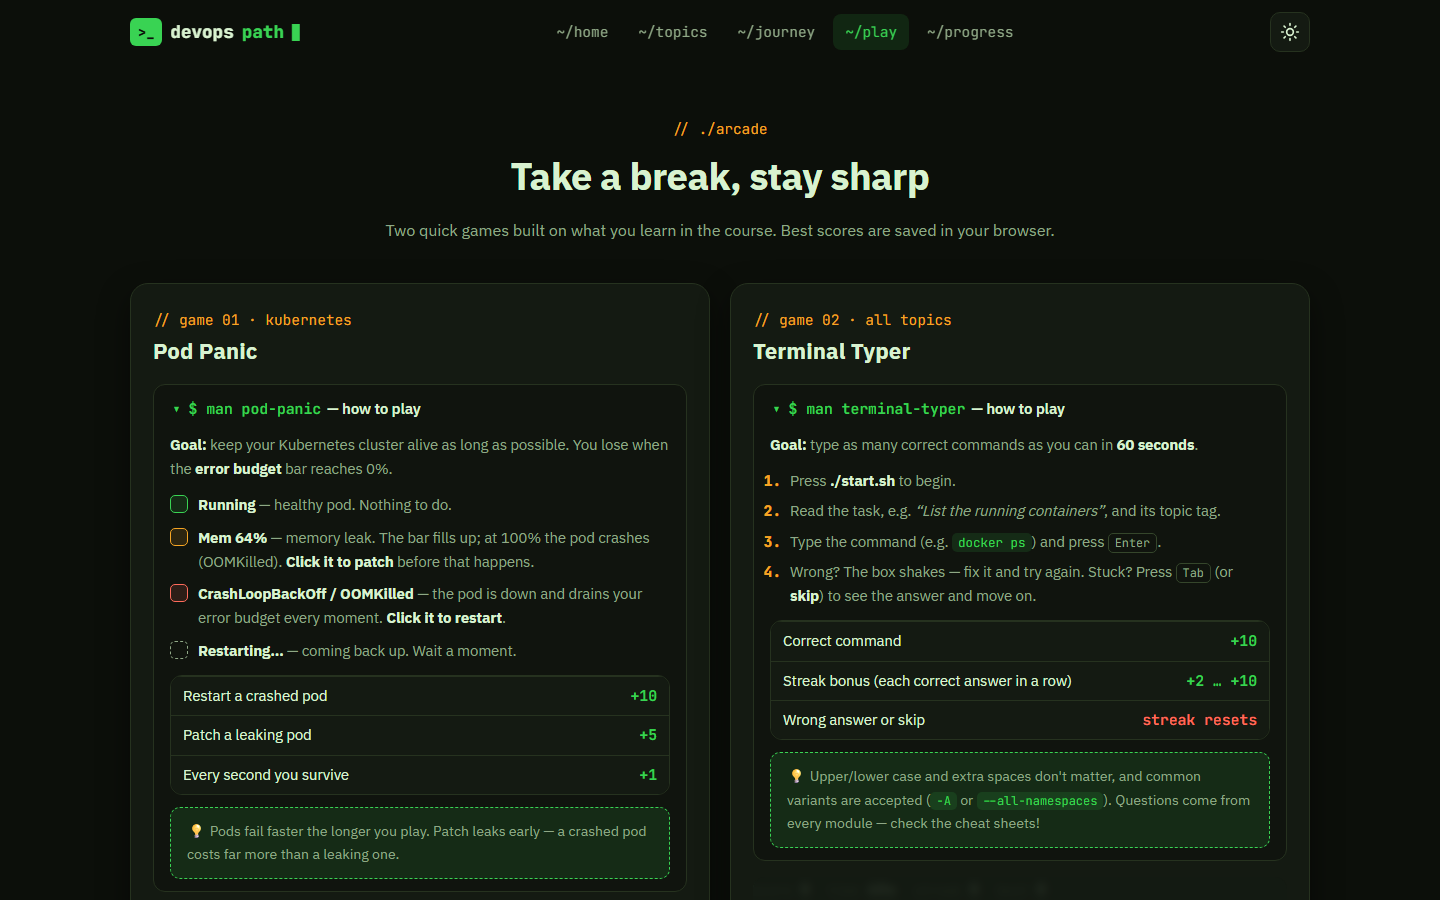 >_ devops path
~/home ~/topics ~/journey ~/play ~/progress
// ./arcade
Take a break, stay sharp
Two quick games built on what you learn in the course. Best scores are saved in your browser.
// game 01 · kubernetes
Pod Panic
▾ $ man pod-panic — how to play
Goal: keep your Kubernetes cluster alive as long as possible. You lose when
the error budget bar reaches 0%.
Running — healthy pod. Nothing to do.
Mem 64% — memory leak. The bar fills up; at 100% the pod crashes
(OOMKilled). Click it to patch before that happens.
CrashLoopBackOff / OOMKilled — the pod is down and drains your
error budget every moment. Click it to restart.
Restarting… — coming back up. Wait a moment.
Restart a crashed pod +10
Patch a leaking pod +5
Every second you survive +1
💡 Pods fail faster the longer you play. Patch leaks early — a crashed pod
costs far more than a leaking one.
// game 02 · all topics
Terminal Typer
▾ $ man terminal-typer — how to play
Goal: type as many correct commands as you can in 60 seconds.
1. Press ./start.sh to begin.
2. Read the task, e.g. “List the running containers”, and its topic tag.
3. Type the command (e.g. docker ps) and press Enter.
4. Wrong? The box shakes — fix it and try again. Stuck? Press Tab (or
skip) to see the answer and move on.
Correct command +10
Streak bonus (each correct answer in a row) +2 … +10
Wrong answer or skip streak resets
💡 Upper/lower case and extra spaces don't matter, and common
variants are accepted (-A or --all-namespaces). Questions come from
every module — check the cheat sheets!